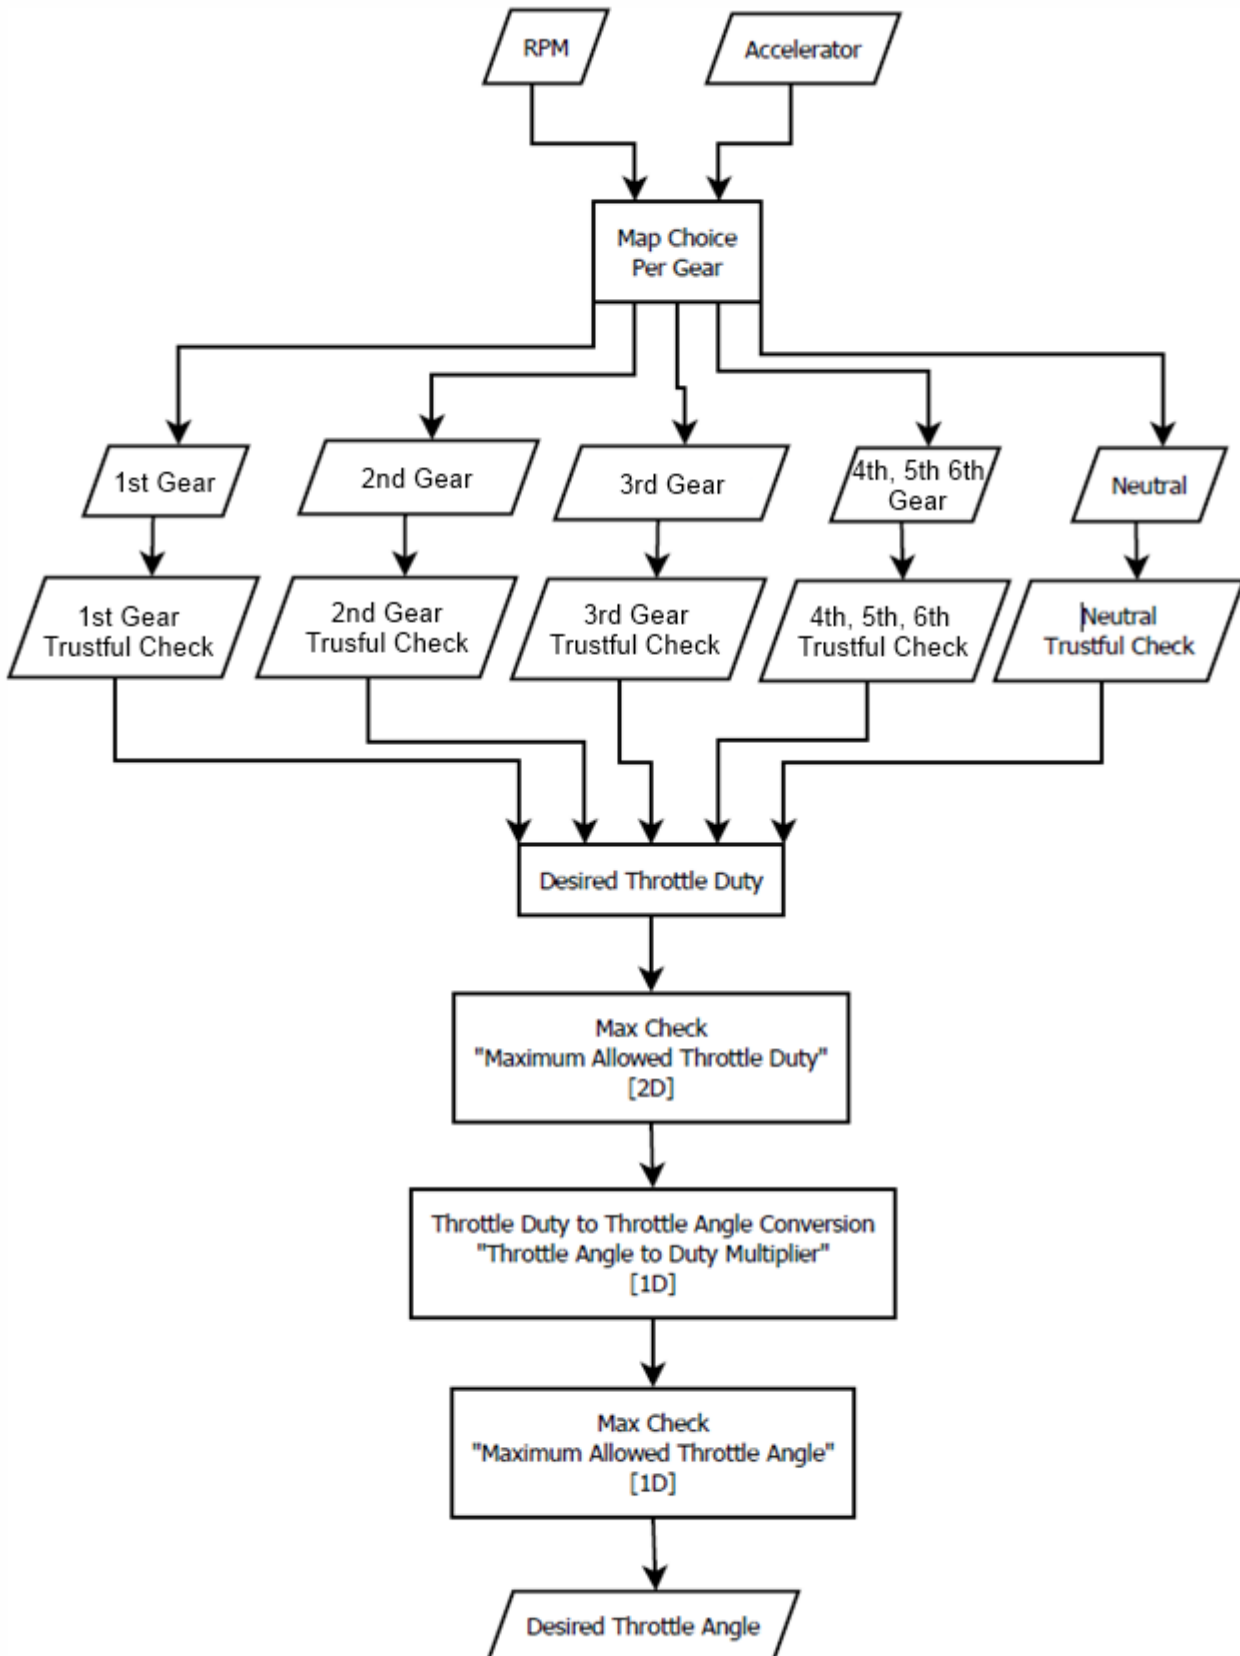 RPM
Accelerator
Map Choice
Per Gear
1st Gear
2nd Gear
3rd Gear
4th, 5th 6th
Gear
Neutral
1st Gear
Trustful Check
2nd Gear
Trusful Check
3rd Gear
Trustful Check
4th, 5th, 6th
Trustful Check
Neutral
Trustful Check
Desired Throttle Duty
Max Check
"Maximum Allowed Throttle Duty"
[2D]
Throttle Duty to Throttle Angle Conversion
"Throttle Angle to Duty Multiplier"
[1D]
Max Check
"Maximum Allowed Throttle Angle"
[1D]
Desired Throttle Angle